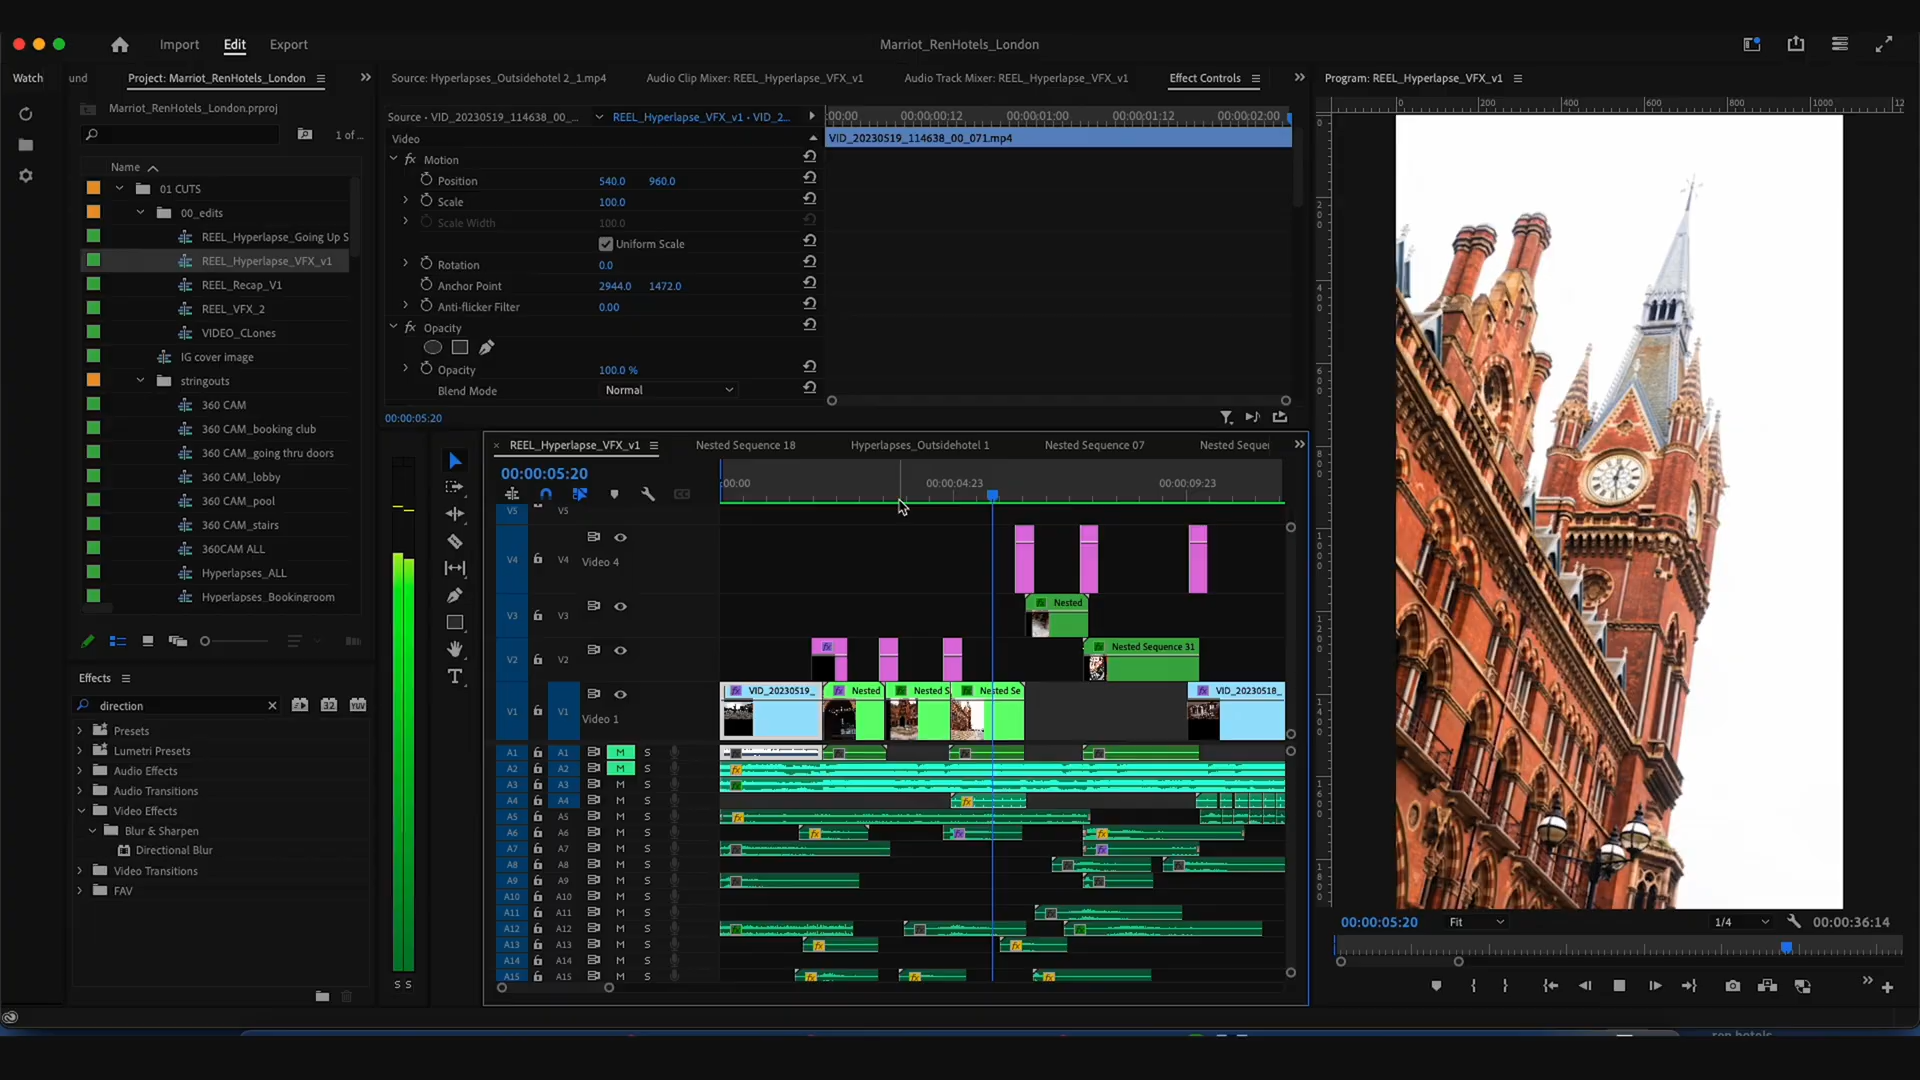 Import Edit Export
Marriot_RenHotels_London
Watch
und
Project: Marriot_RenHotels_London
Marriot_RenHotels_London.prproj
1 of...
Name
01 CUTS
00_edits
REEL_Hyperlapse_Going Up S
REEL_Hyperlapse_VFX_v1
REEL_Recap_V1
REEL_VFX_2
VIDEO_CLones
IG cover image
stringouts
360 CAM
360 CAM_booking club
360 CAM_going thru doors
360 CAM_lobby
360 CAM_pool
360 CAM_stairs
360CAM ALL
Hyperlapses_ALL
Hyperlapses_Bookingroom
Effects
direction
Presets
Lumetri Presets
Audio Effects
Audio Transitions
Video Effects
Blur & Sharpen
Directional Blur
Video Transitions
FAV
Source: Hyperlapses_Outsidehotel 2_1.mp4
Audio Clip Mixer: REEL_Hyperlapse_VFX_v1
Audio Track Mixer: REEL_Hyperlapse_VFX_v1
Effect Controls
Source • VID_20230519_114638_00_...
REEL_Hyperlapse_VFX_v1 • VID_2...
:00:00 00:00:00:12 00:00:01:00 00:00:01:12 00:00:02:00
VID_20230519_114638_00_071.mp4
Video
fx Motion
Position 540.0 960.0
Scale 100.0
Scale Width 100.0
Uniform Scale
Rotation 0.0
Anchor Point 2944.0 1472.0
Anti-flicker Filter 0.00
fx Opacity
Opacity 100.0 %
Blend Mode Normal
00:00:05:20
REEL_Hyperlapse_VFX_v1
Nested Sequence 18
Hyperlapses_Outsidehotel 1
Nested Sequence 07
Nested Sequen
00:00:05:20
:00:00 00:00:04:23 00:00:09:23
V5 V5
V4 Video 4
V3 V3 Nested
V2 V2 Nested Sequence 31
V1 V1 Video 1
VID_20230519_ Nested Nested S Nested Se VID_20230518_
A1 A1 M S
A2 A2 M S
A3 A3 M S
A4 A4 M S
A5 A5 M S
A6 A6 M S
A7 A7 M S
A8 A8 M S
A9 A9 M S
A10 A10 M S
A11 A11 M S
A12 A12 M S
A13 A13 M S
A14 A14 M S
A15 A15 M S
S S
Program: REEL_Hyperlapse_VFX_v1
0 200 400 600 800 1000 12
00:00:05:20
Fit
1/4
00:00:36:14